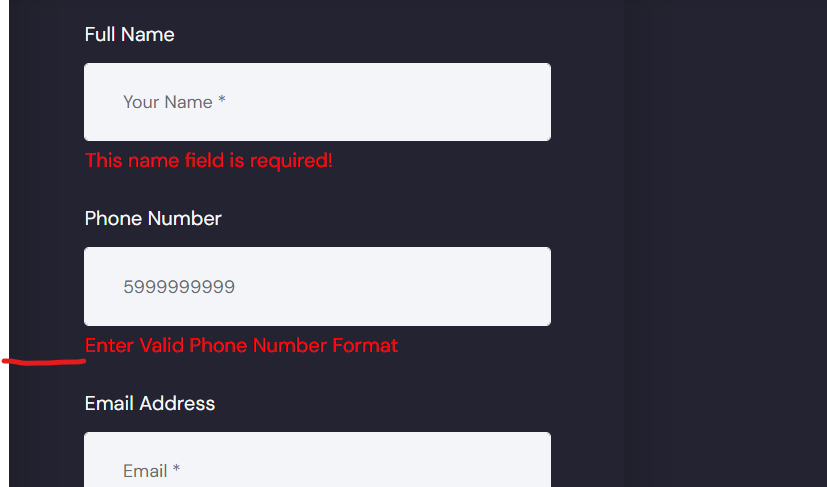 Full Name
Your Name *
This name field is required!
Phone Number
5999999999
Enter Valid Phone Number Format
Email Address
Email *